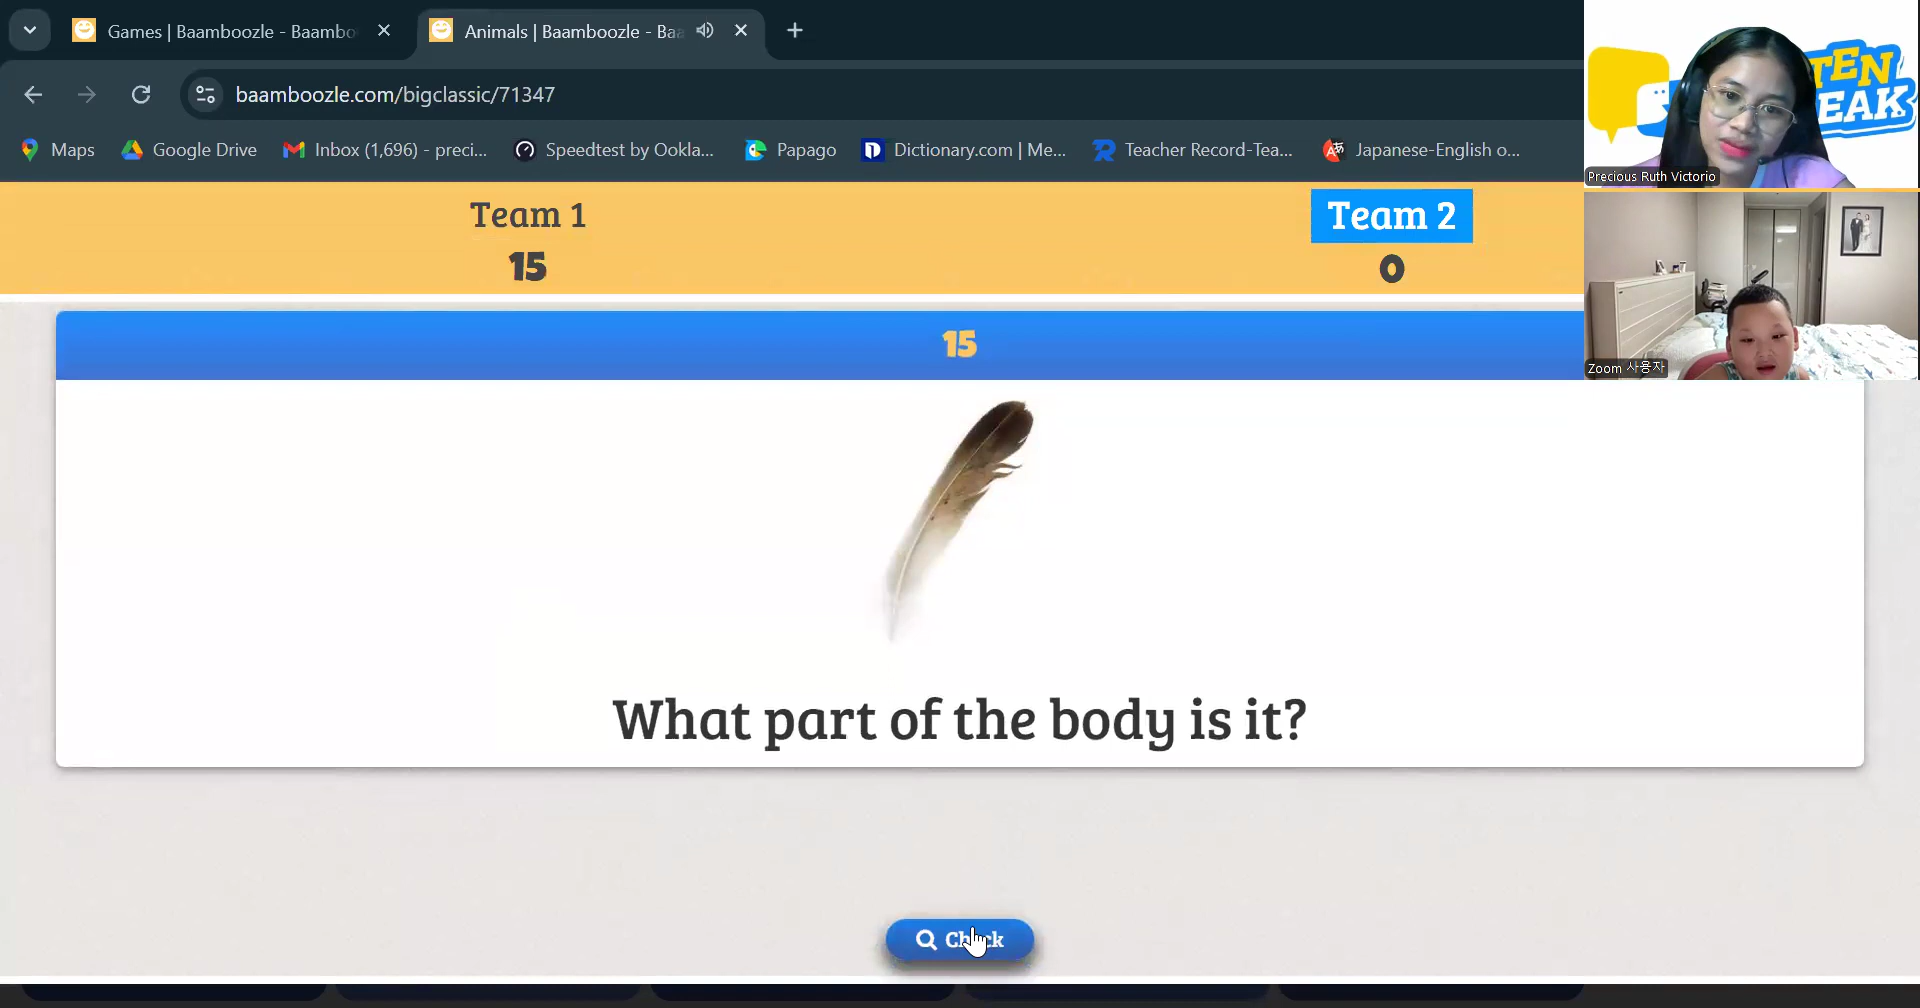 Games | Baamboozle - Baambo
Animals | Baamboozle - Baa
baamboozle.com/bigclassic/71347
Maps
Google Drive
Inbox (1,696) - preci...
Speedtest by Ookla...
Papago
Dictionary.com | Me...
Teacher Record-Tea...
Japanese-English o...
TEN
EAK
Precious Ruth Victorio
Zoom 사용자
Team 1
15
Team 2
0
15
What part of the body is it?
Check